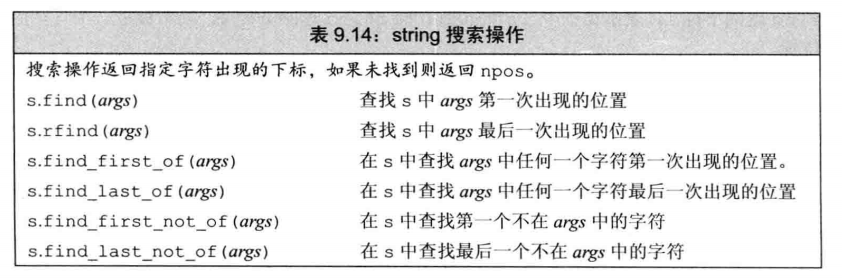 表 9.14：string 搜索操作
搜索操作返回指定字符出现的下标，如果未找到则返回 npos。
s.find(args) 查找 s 中 args 第一次出现的位置
s.rfind(args) 查找 s 中 args 最后一次出现的位置
s.find_first_of(args) 在 s 中查找 args 中任何一个字符第一次出现的位置。
s.find_last_of(args) 在 s 中查找 args 中任何一个字符最后一次出现的位置
s.find_first_not_of(args) 在 s 中查找第一个不在 args 中的字符
s.find_last_not_of(args) 在 s 中查找最后一个不在 args 中的字符